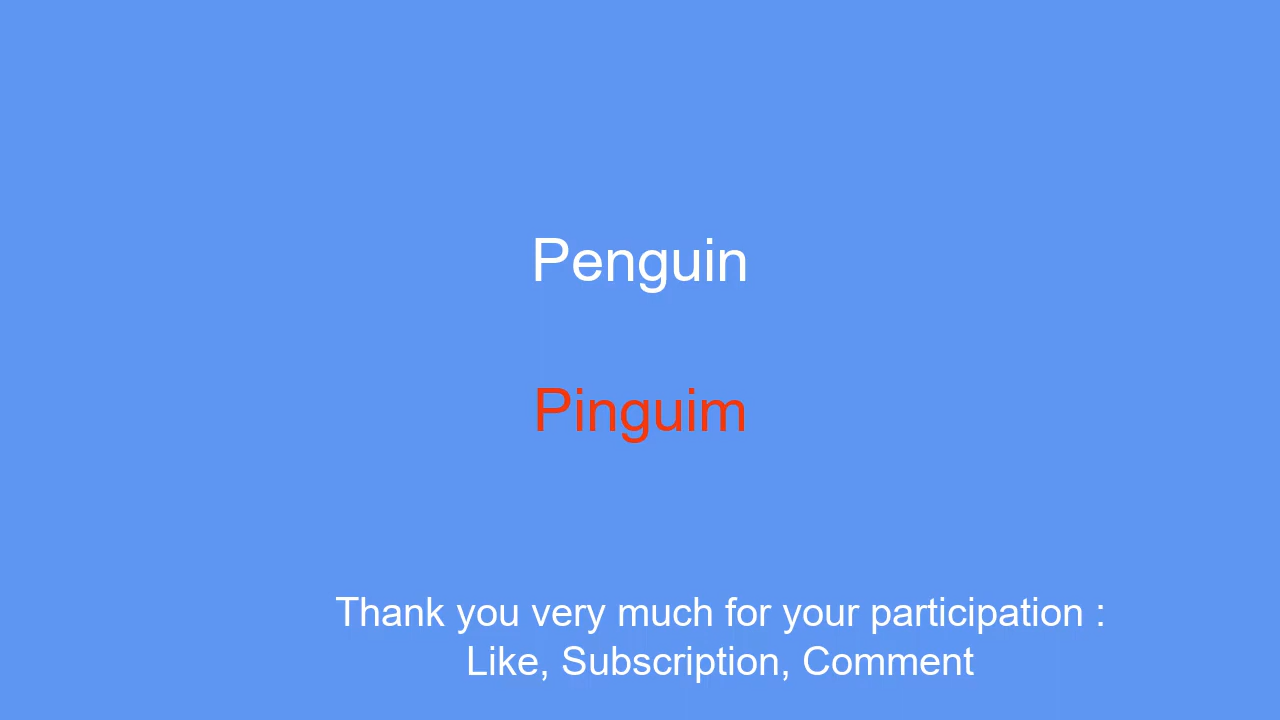 Penguin
Pinguim
Thank you very much for your participation :
Like, Subscription, Comment